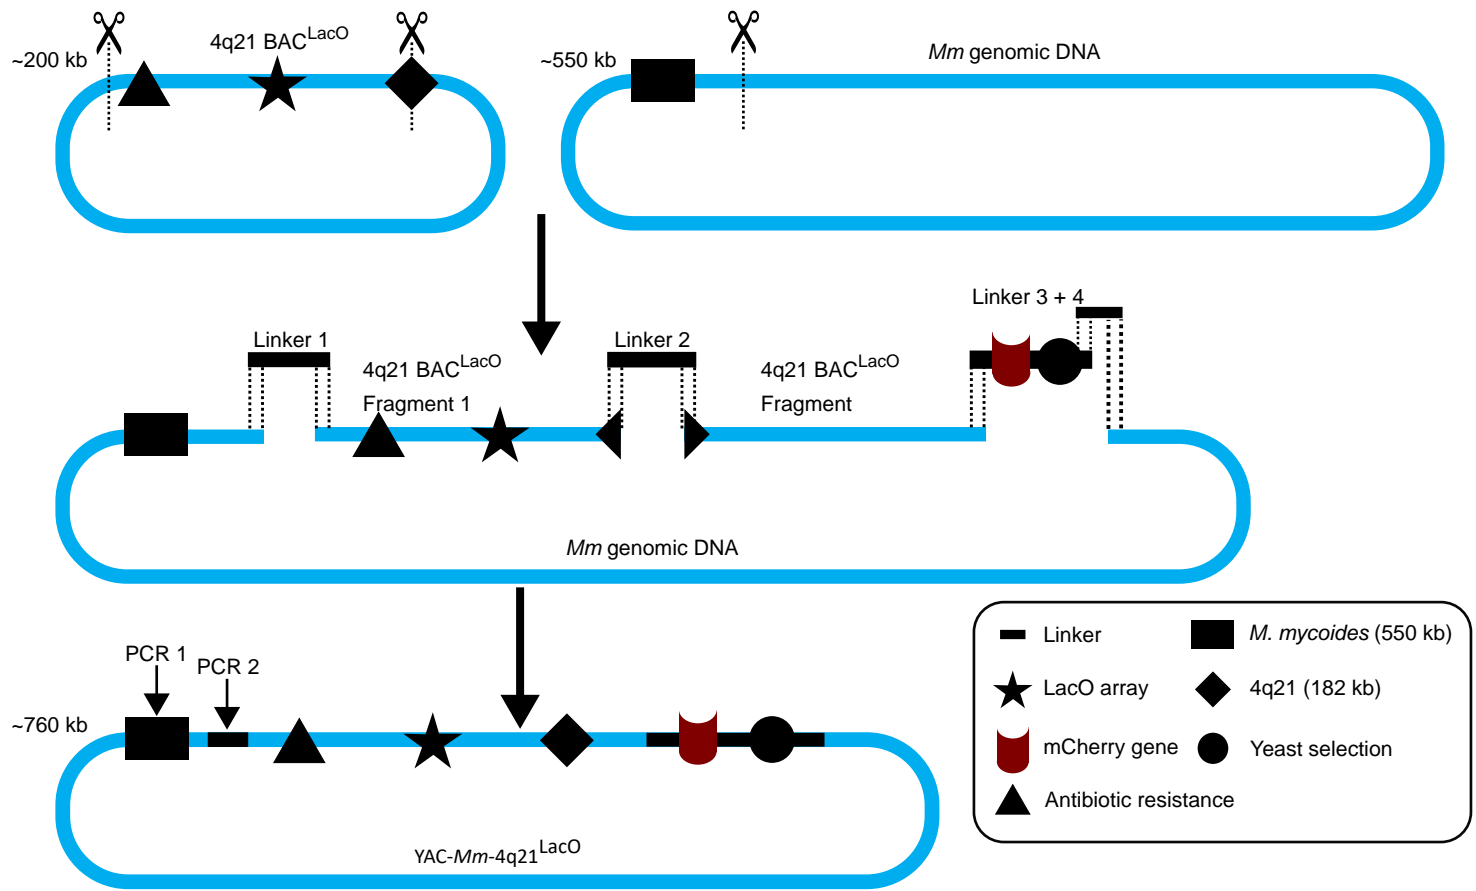 ~200 kb
4q21 BAC^LacO
~550 kb
Mm genomic DNA
Linker 1
4q21 BAC^LacO
Fragment 1
Linker 2
4q21 BAC^LacO
Fragment
Linker 3 + 4
Mm genomic DNA
PCR 1
PCR 2
~760 kb
YAC-Mm-4q21^LacO
Linker
M. mycoides (550 kb)
LacO array
4q21 (182 kb)
mCherry gene
Yeast selection
Antibiotic resistance